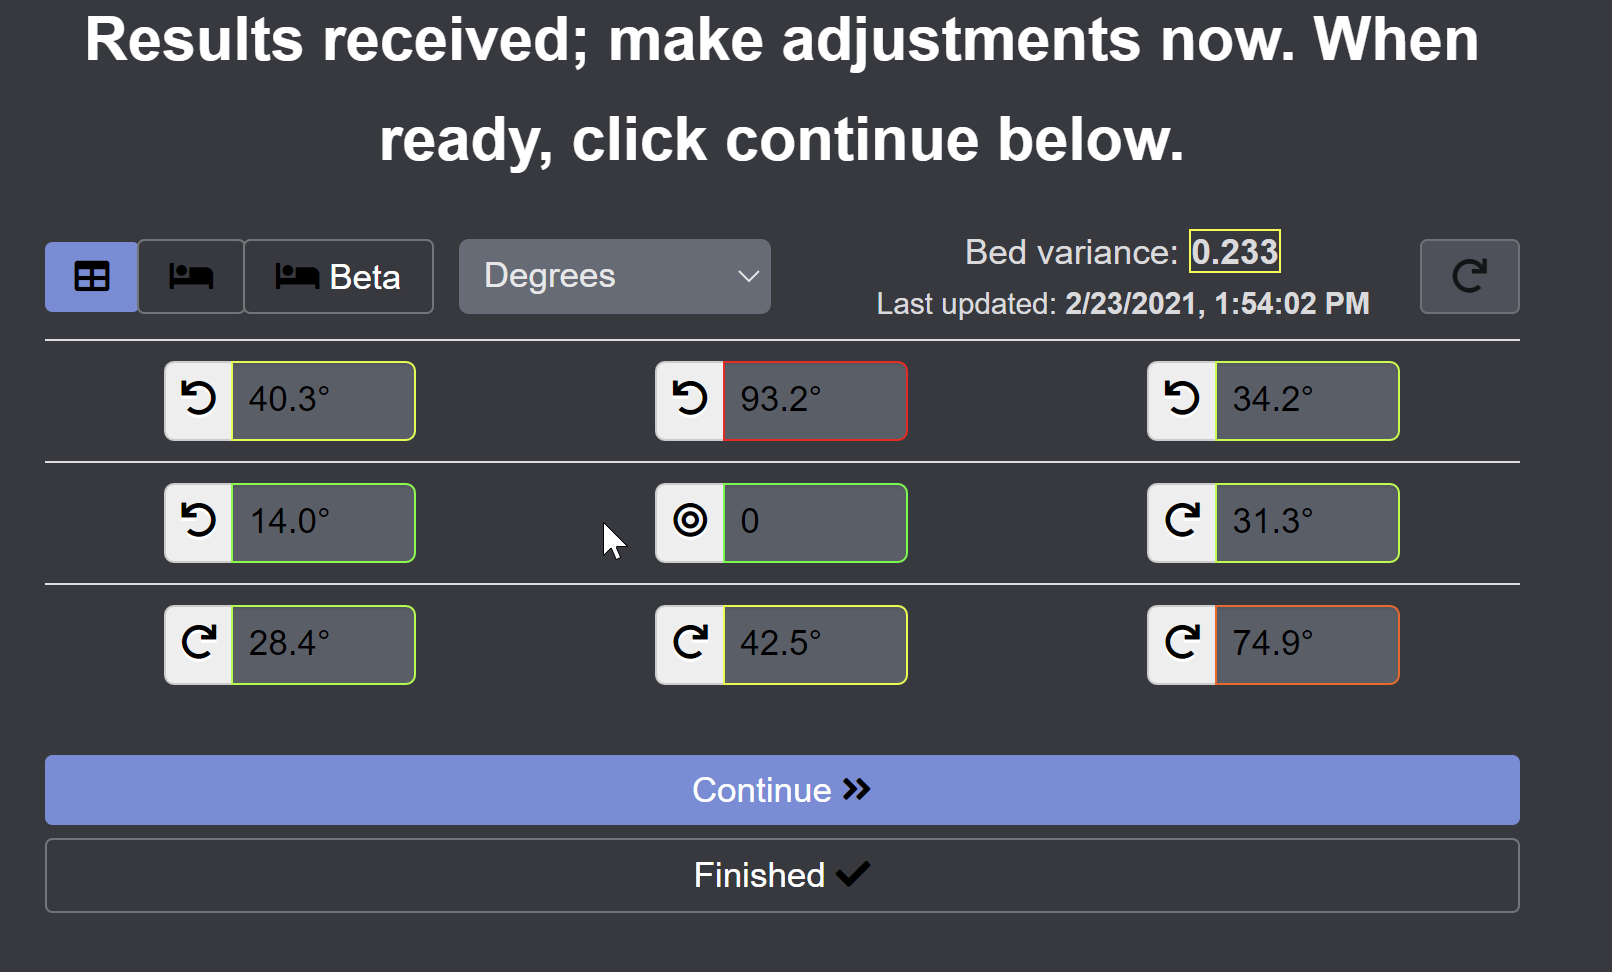 Results received; make adjustments now. When
ready, click continue below.
Beta
Degrees
Bed variance: 0.233
Last updated: 2/23/2021, 1:54:02 PM
40.3° 93.2° 34.2°
14.0° 0 31.3°
28.4° 42.5° 74.9°
Continue
Finished